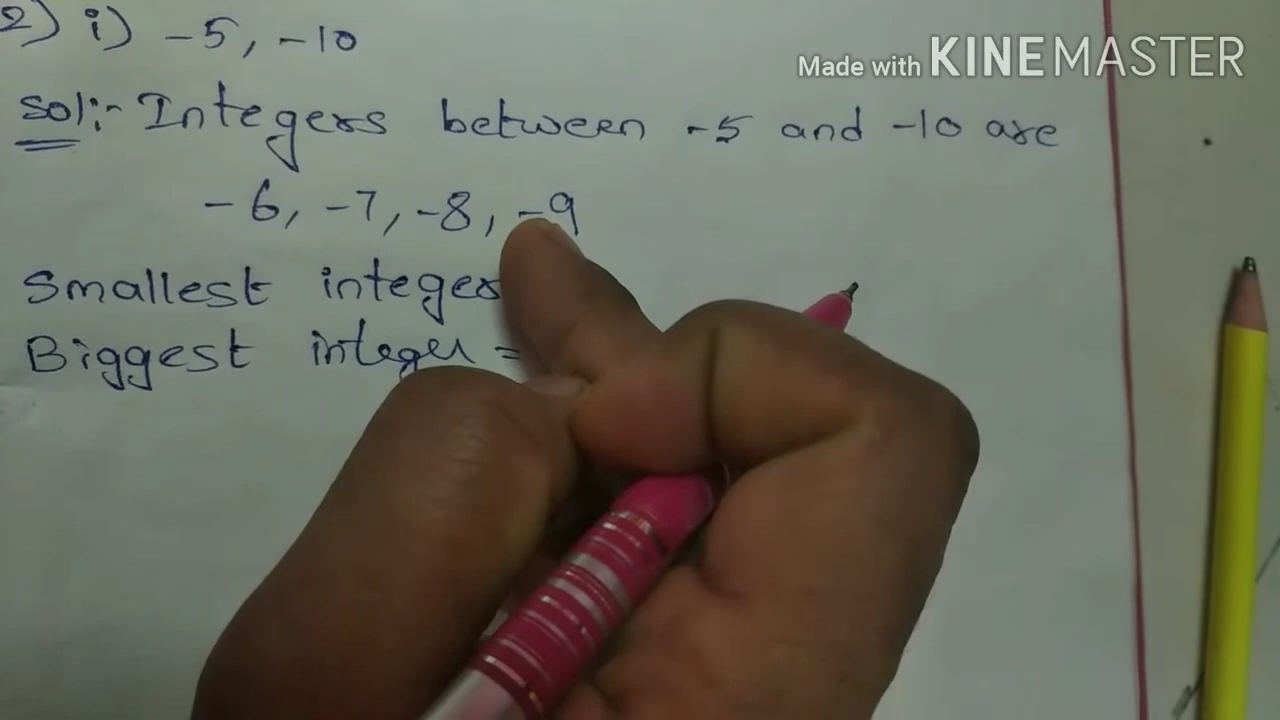 Made with KINEMASTER
2) i) -5, -10
Sol:- Integers between -5 and -10 are
-6, -7, -8, -9
Smallest integer
Biggest integer =